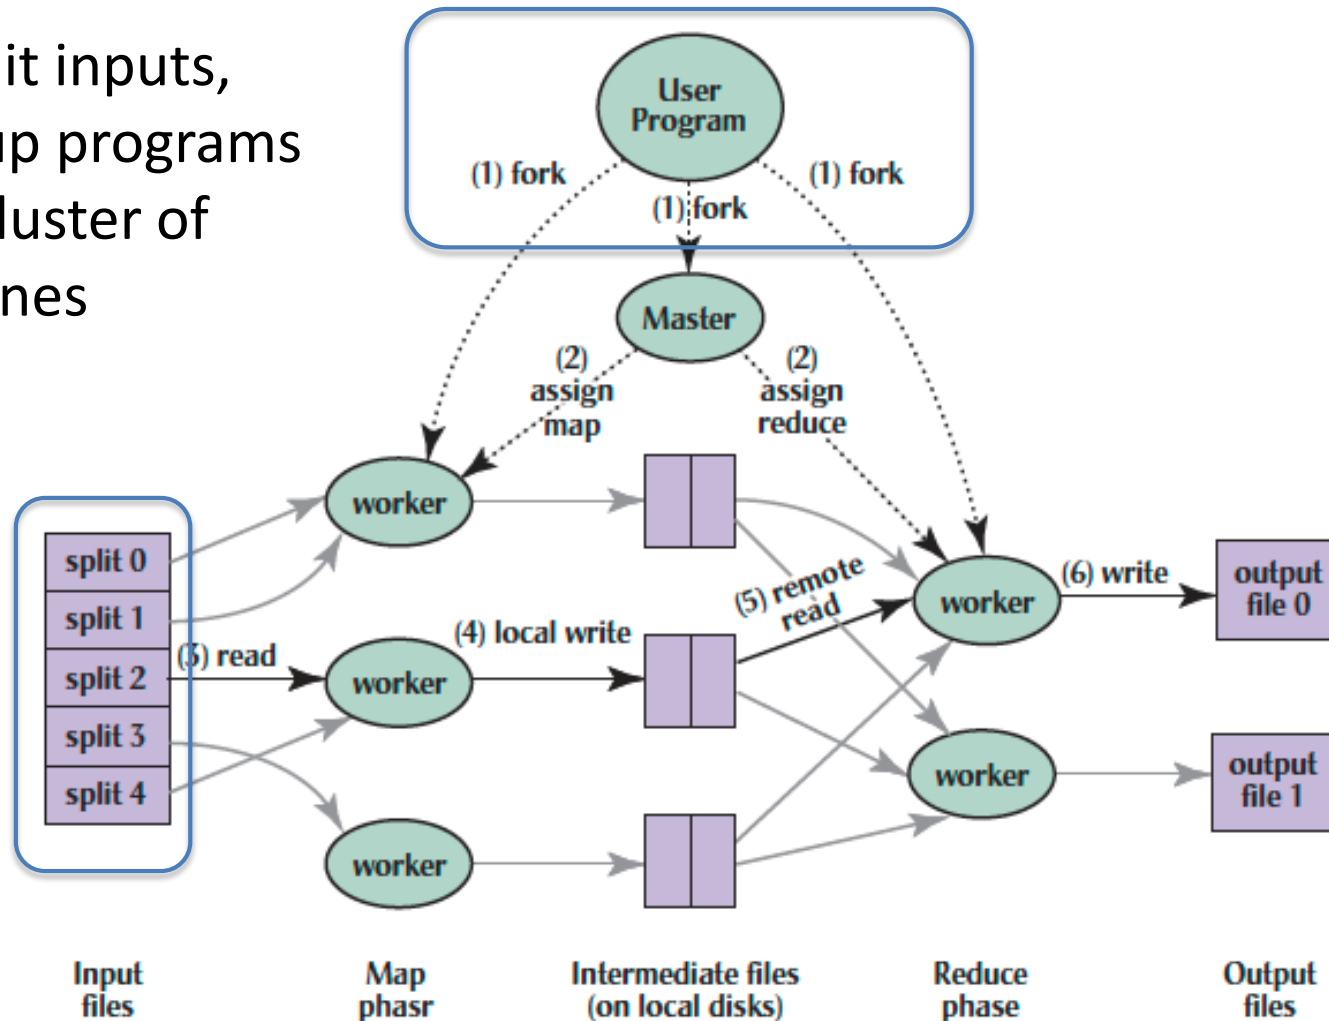 it inputs,
up programs
luster of
nes
User
Program
(1) fork
(1) fork
(1) fork
Master
(2)
assign
map
(2)
assign
reduce
worker
split 0
split 1
split 2
split 3
split 4
(3) read
worker
(4) local write
worker
(5) remote
read
worker
(6) write
output
file 0
worker
output
file 1
Input
files
Map
phasr
Intermediate files
(on local disks)
Reduce
phase
Output
files